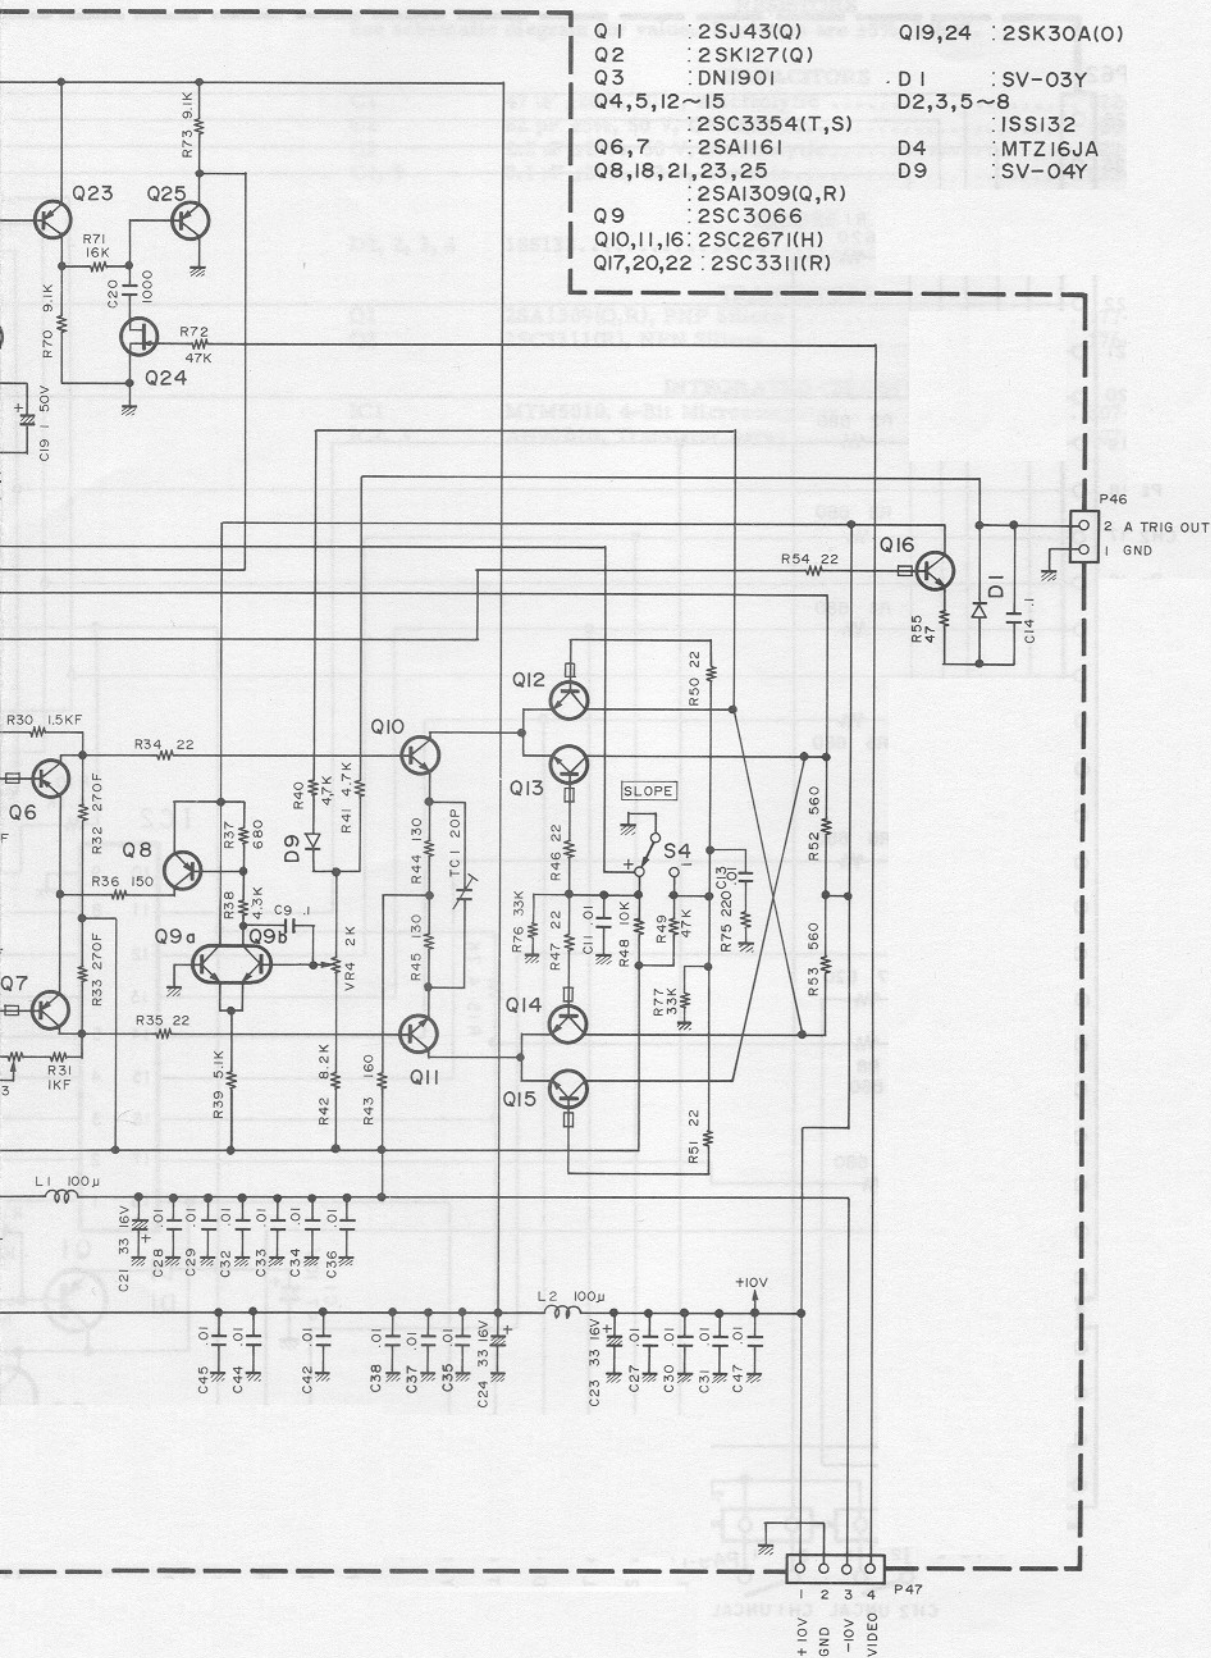 Q1 : 2SJ43(Q)
Q2 : 2SK127(Q)
Q3 : DN1901
Q4,5,12~15
: 2SC3354(T,S)
Q6,7 : 2SA1161
Q8,18,21,23,25
: 2SA1309(Q,R)
Q9 : 2SC3066
Q10,11,16 : 2SC2671(H)
Q17,20,22 : 2SC3311(R)
Q19,24 : 2SK30A(O)
D1 : SV-03Y
D2,3,5~8
: ISS132
D4 : MTZ16JA
D9 : SV-04Y
R73 9.1K
Q23
Q25
R71
16K
C20
1000
R70 9.1K
R72
47K
Q24
C19 1 50V
+
P46
2 A TRIG OUT
1 GND
Q16
R54 22
D1
R55
47
C14 .1
Q12
R50 22
R30 1.5KF
R34 22
Q10
Q13
SLOPE
Q6
R32 270F
R40
4.7K
R41 4.7K
D9
R37
680
Q8
R36 150
R38
4.3K
C9 .1
R44 130
TC1 20P
R46 22
S4
+
-
R52 560
C13
.01
R76 33K
R47 22
C11 .01
R48 10K
R49
47K
R75 220
Q9a
Q9b
VR4 2K
R45 130
R53 560
R33 270F
Q7
Q14
R77
33K
R35 22
R31
1KF
3
R39 5.1K
R42 8.2K
R43 160
Q11
Q15
R51 22
L1 100μ
C21 33 16V
+
C28 .01
C29 .01
C32 .01
C33 .01
C34 .01
C36 .01
L2 100μ
+10V
C45 .01
C44 .01
C42 .01
C38 .01
C37 .01
C35 .01
C24 33 16V
+
C23 33 16V
+
C27 .01
C30 .01
C31 .01
C47 .01
P47
1 2 3 4
+10V
GND
-10V
VIDEO